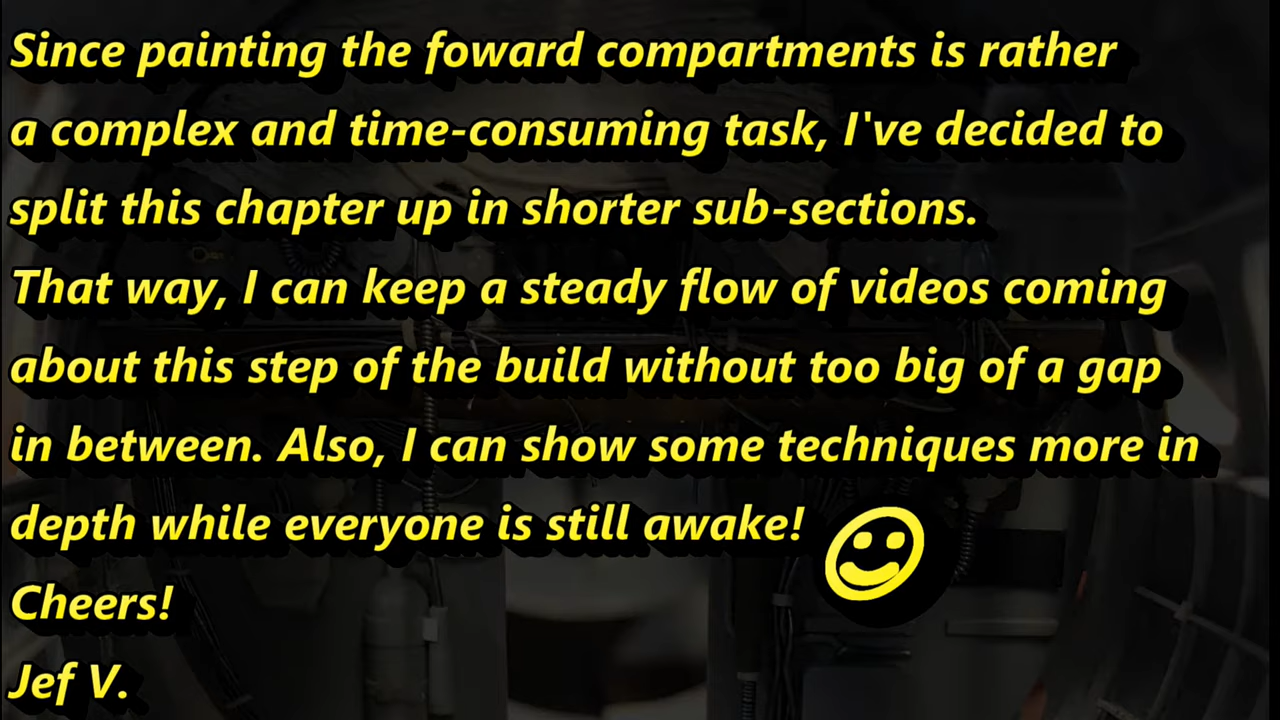 Since painting the foward compartments is rather
a complex and time-consuming task, I've decided to
split this chapter up in shorter sub-sections.
That way, I can keep a steady flow of videos coming
about this step of the build without too big of a gap
in between. Also, I can show some techniques more in
depth while everyone is still awake!
Cheers!
Jef V.